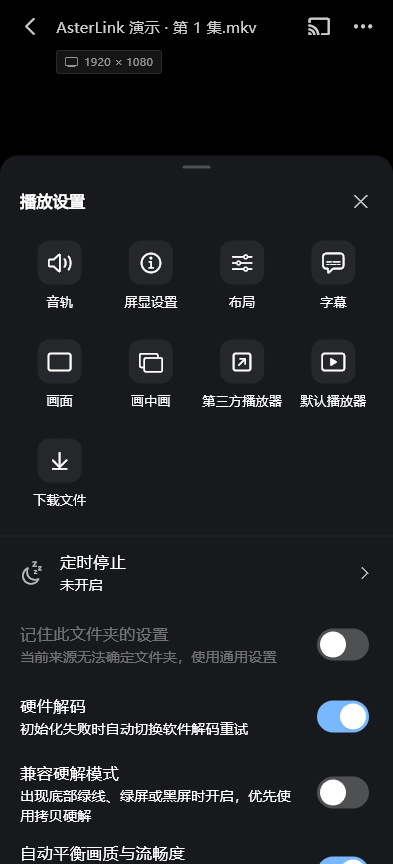 AsterLink 演示 · 第 1 集.mkv
1920 × 1080
播放设置
音轨
屏显设置
布局
字幕
画面
画中画
第三方播放器
默认播放器
下载文件
定时停止
未开启
记住此文件夹的设置
当前来源无法确定文件夹，使用通用设置
硬件解码
初始化失败时自动切换软件解码重试
兼容硬解模式
出现底部绿线、绿屏或黑屏时开启，优先使
用拷贝硬解
自动平衡画质与流畅度